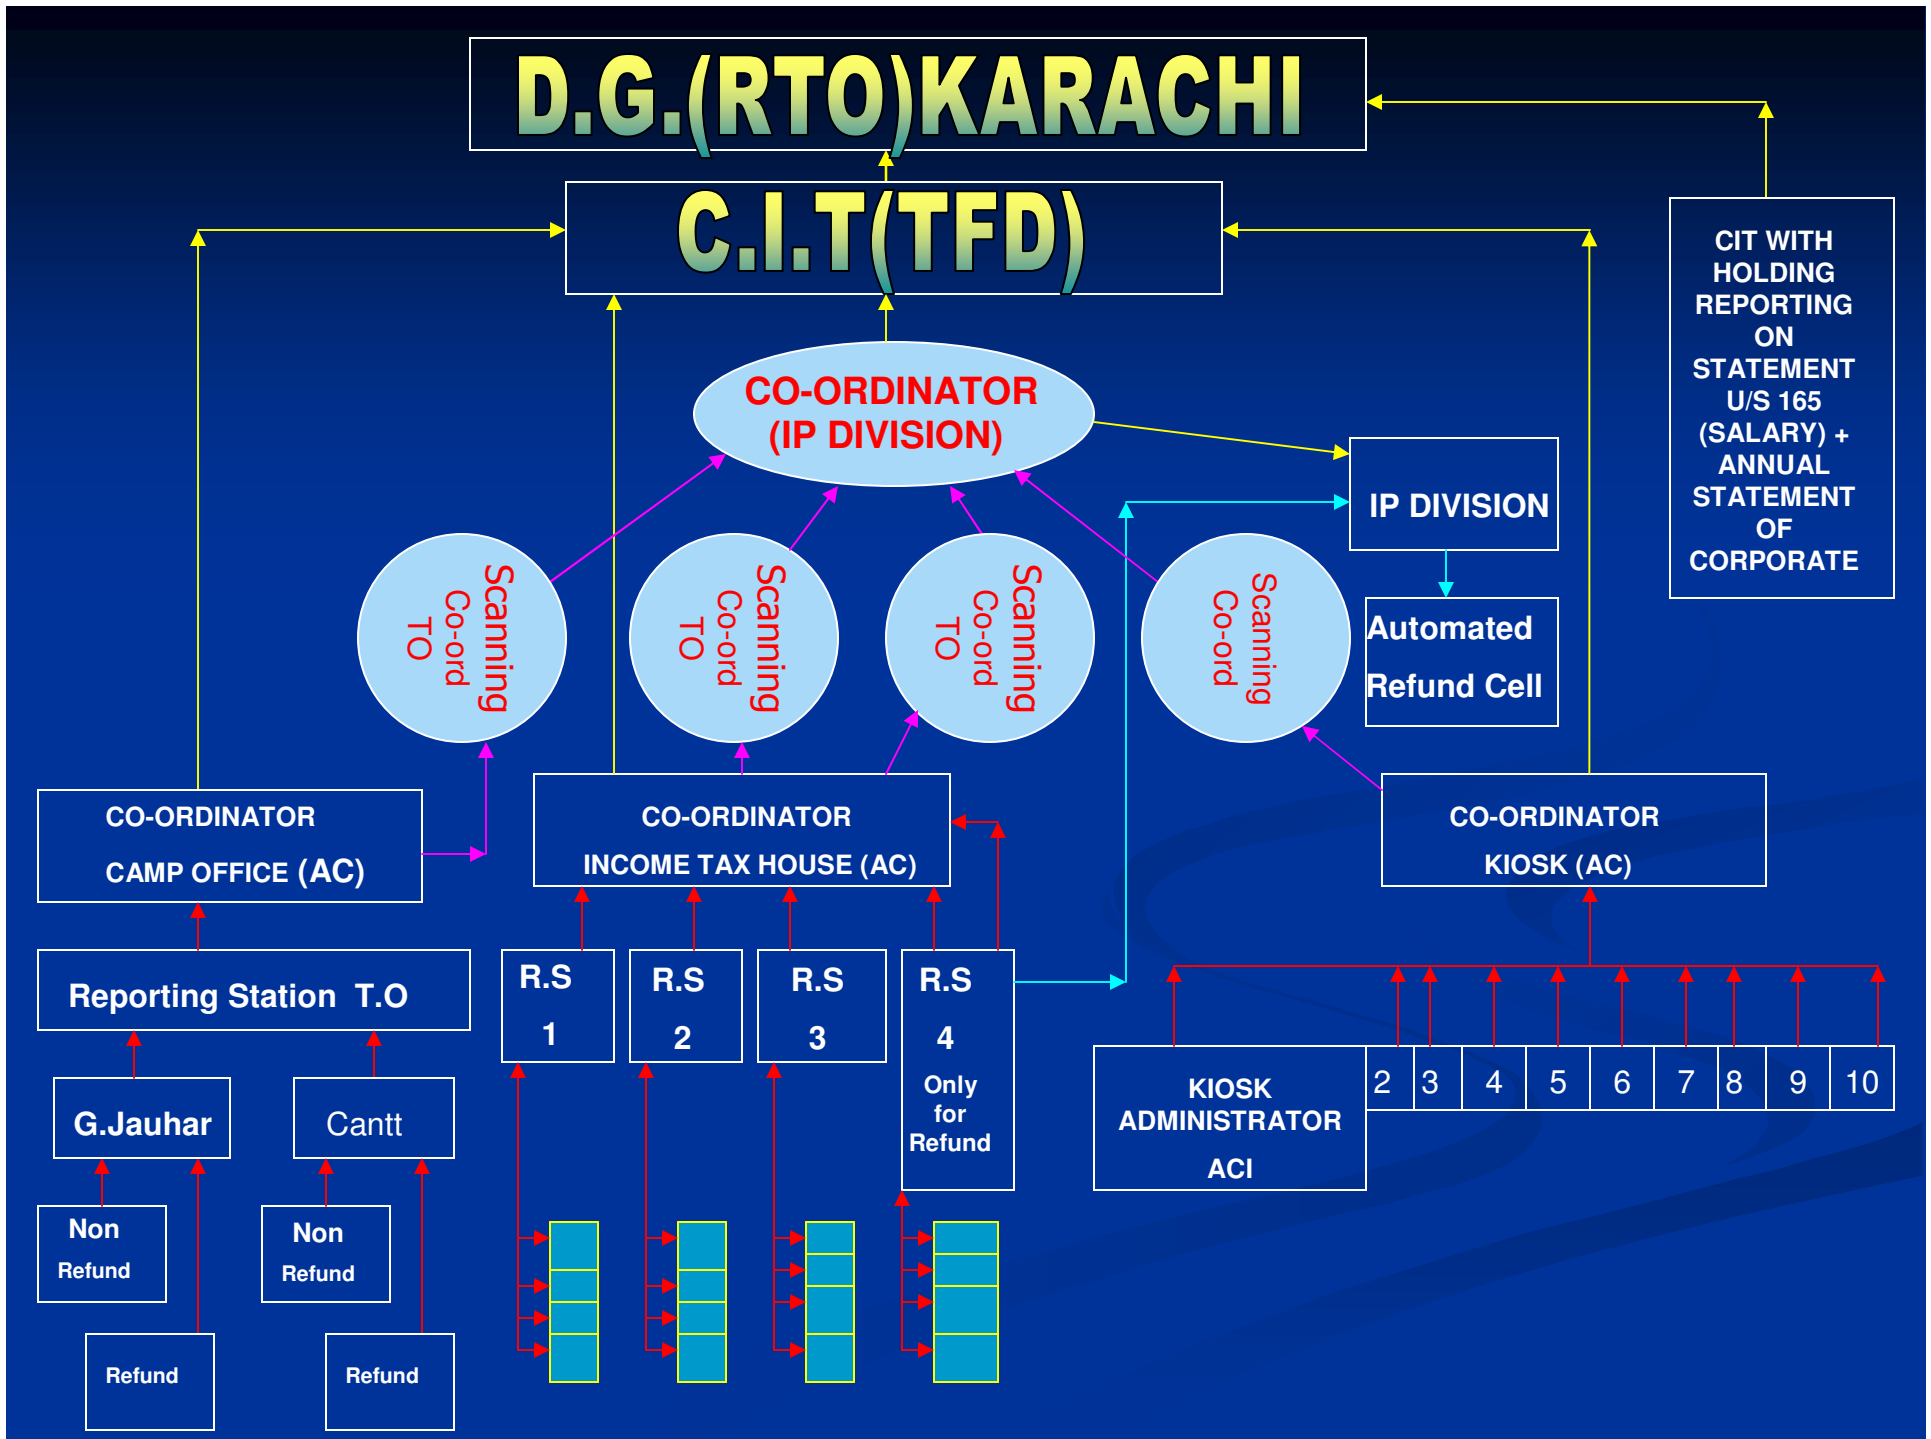 D.G.(RTO)KARACHI
C.I.T(TFD)
CIT WITH
HOLDING
REPORTING
ON
STATEMENT
U/S 165
(SALARY) +
ANNUAL
STATEMENT
OF
CORPORATE
CO-ORDINATOR
(IP DIVISION)
IP DIVISION
Automated
Refund Cell
Scanning
Co-ord
TO
Scanning
Co-ord
TO
Scanning
Co-ord
TO
Scanning
Co-ord
CO-ORDINATOR
CAMP OFFICE (AC)
CO-ORDINATOR
INCOME TAX HOUSE (AC)
CO-ORDINATOR
KIOSK (AC)
Reporting Station T.O
R.S
1
R.S
2
R.S
3
R.S
4
Only
for
Refund
KIOSK
ADMINISTRATOR
ACI
2
3
4
5
6
7
8
9
10
G.Jauhar
Cantt
Non
Refund
Non
Refund
Refund
Refund